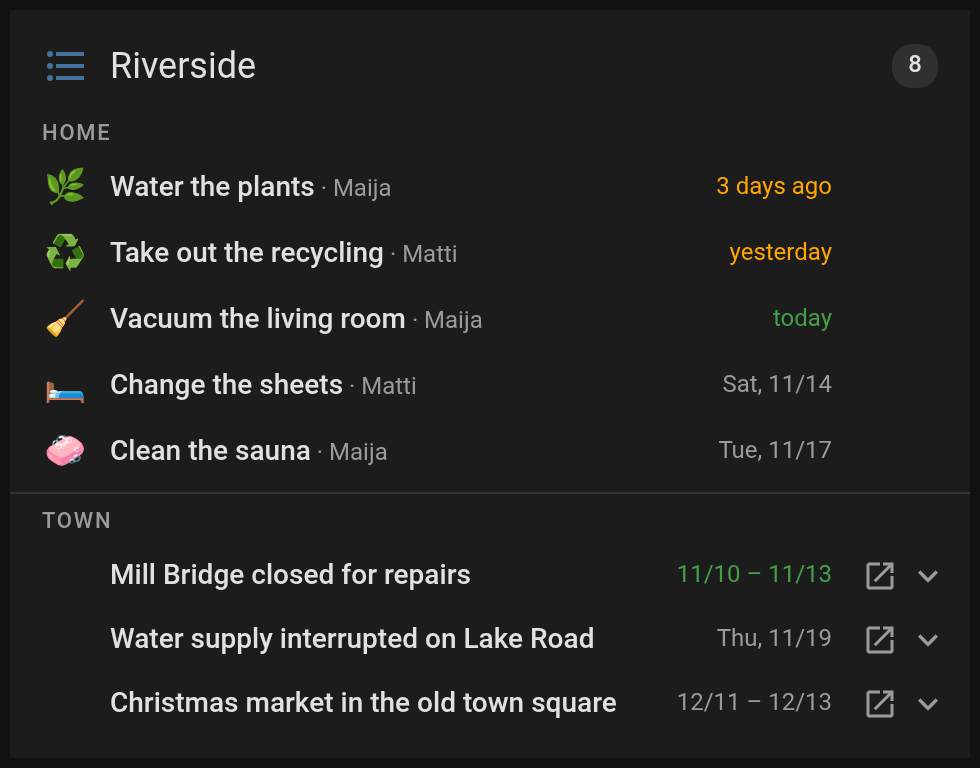 Riverside 8
HOME
Water the plants · Maija 3 days ago
Take out the recycling · Matti yesterday
Vacuum the living room · Maija today
Change the sheets · Matti Sat, 11/14
Clean the sauna · Maija Tue, 11/17
TOWN
Mill Bridge closed for repairs 11/10 – 11/13
Water supply interrupted on Lake Road Thu, 11/19
Christmas market in the old town square 12/11 – 12/13